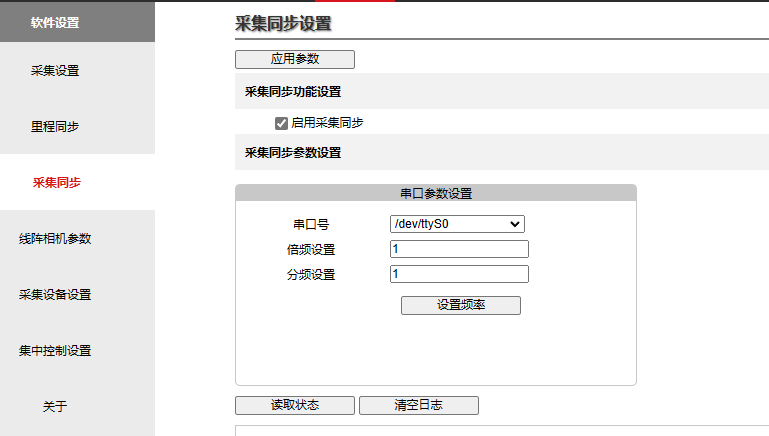 软件设置
采集设置
里程同步
采集同步
线阵相机参数
采集设备设置
集中控制设置
关于
采集同步设置
应用参数
采集同步功能设置
启用采集同步
采集同步参数设置
串口参数设置
串口号 /dev/ttyS0
倍频设置 1
分频设置 1
设置频率
读取状态 清空日志